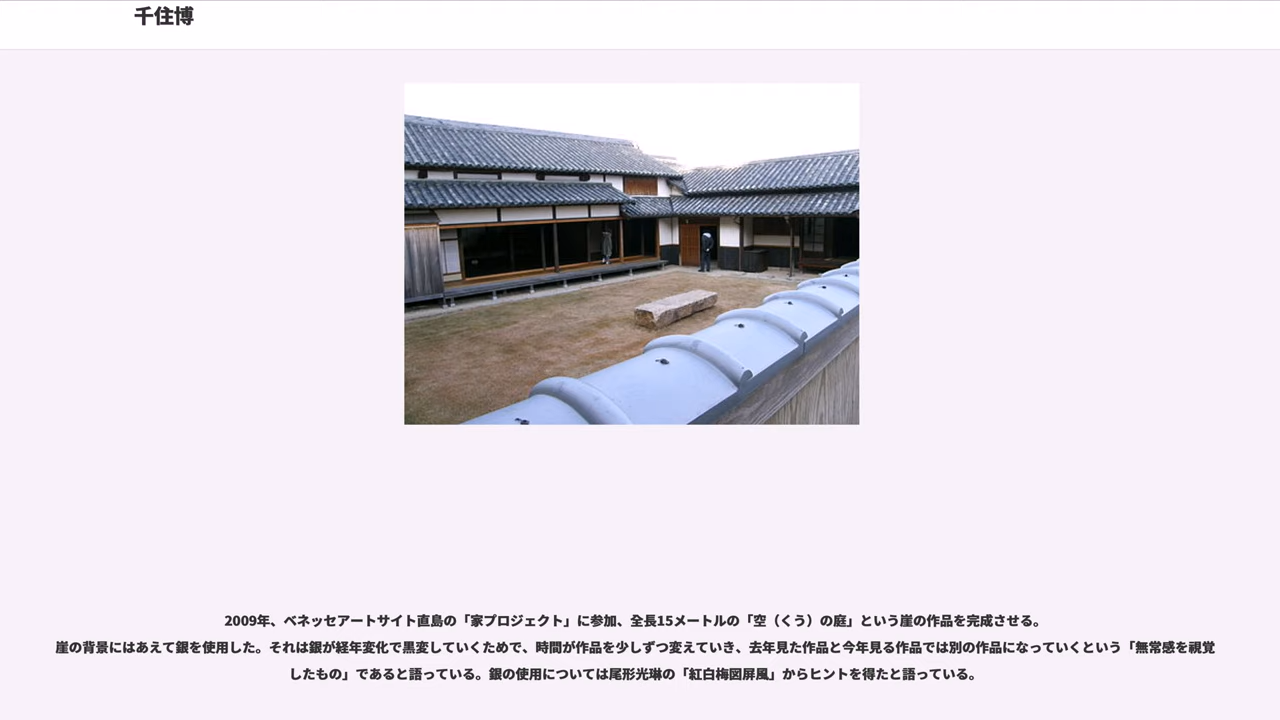 千住博
2009年、ベネッセアートサイト直島の「家プロジェクト」に参加、全長15メートルの「空（くう）の庭」という崖の作品を完成させる。
崖の背景にはあえて銀を使用した。それは銀が経年変化で黒変していくためで、時間が作品を少しずつ変えていき、去年見た作品と今年見る作品では別の作品になっていくという「無常感を視覚
したもの」であると語っている。銀の使用については尾形光琳の「紅白梅図屏風」からヒントを得たと語っている。